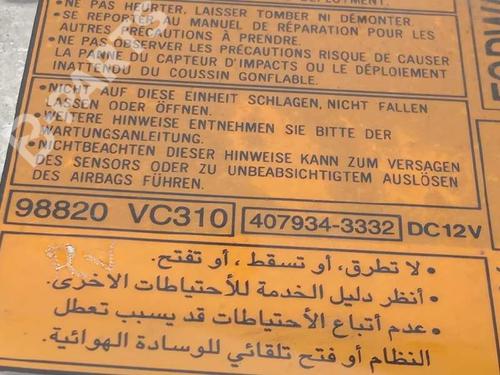 DEPLOYMENT.
•NE PAS HEURTER, LAISSER TOMBER NI DÉMONTER.
•SE REPORTER AU MANUEL DE RÉPARATION POUR LES
AUTRES PRÉCAUTIONS À PRENDRE.
•NE PAS OBSERVER LES PRÉCAUTIONS RISQUE DE CAUSER
LA PANNE DU CAPTEUR D'IMPACTS OU LE DÉPLOIEMENT
INATTENDU DU COUSSIN GONFLABLE.
•NICHT AUF DIESE EINHEIT SCHLAGEN, NICHT FALLEN
LASSEN ODER ÖFFNEN.
•WEITERE HINWEISE ENTNEHMEN SIE BITTE DER
WARTUNGSANLEITUNG.
•NICHTBEACHTEN DIESER HINWEISE KANN ZUM VERSAGEN
DES SENSORS ODER ZU UNBEABSICHTIGTEM AUSLÖSEN
DES AIRBAGS FÜHREN.
98820 VC310 407934-3332 DC12V
• لا تطرق، أو تسقط، أو تفتح.
• أنظر دليل الخدمة للأحتياطات الاخرى.
• عدم أتباع الأحتياطات قد يسبب تعطل
النظام أو فتح تلقائي للوسادة الهوائية.